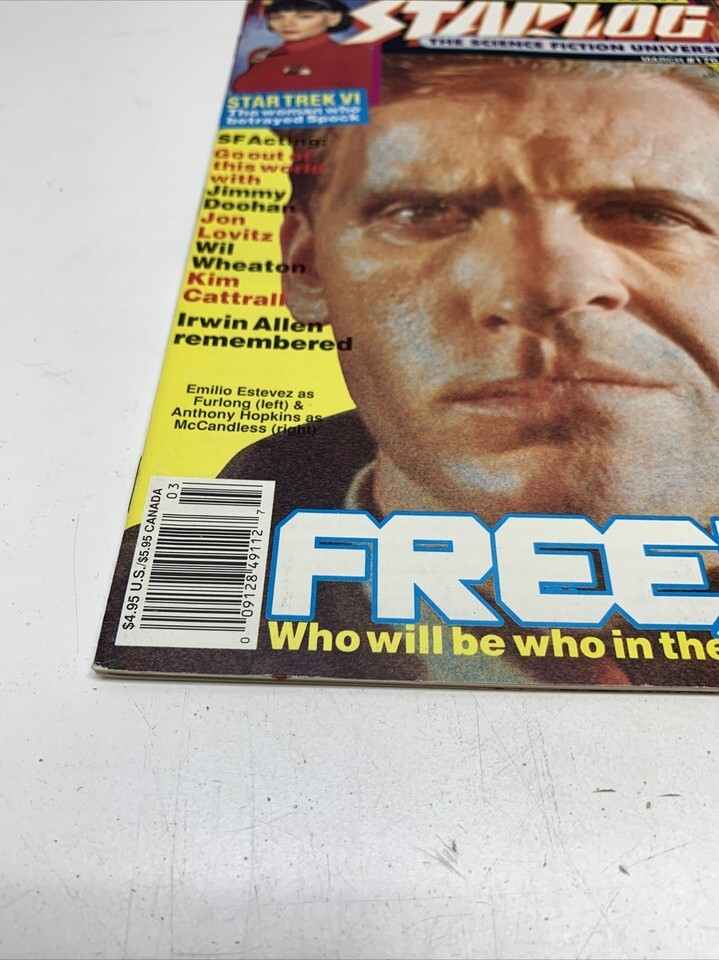 STARLOG
THE SCIENCE FICTION UNIVERSE
MARCH #176
STAR TREK VI
The woman who
betrayed Spock
SF Acting:
Go out of
this world
with
Jimmy
Doohan
Jon
Lovitz
Wil
Wheaton
Kim
Cattrall
Irwin Allen
remembered
Emilio Estevez as
Furlong (left) &
Anthony Hopkins as
McCandless (right)
03
$4.95 U.S./$5.95 CANADA
0 09128 49112 7
FREE
Who will be who in the